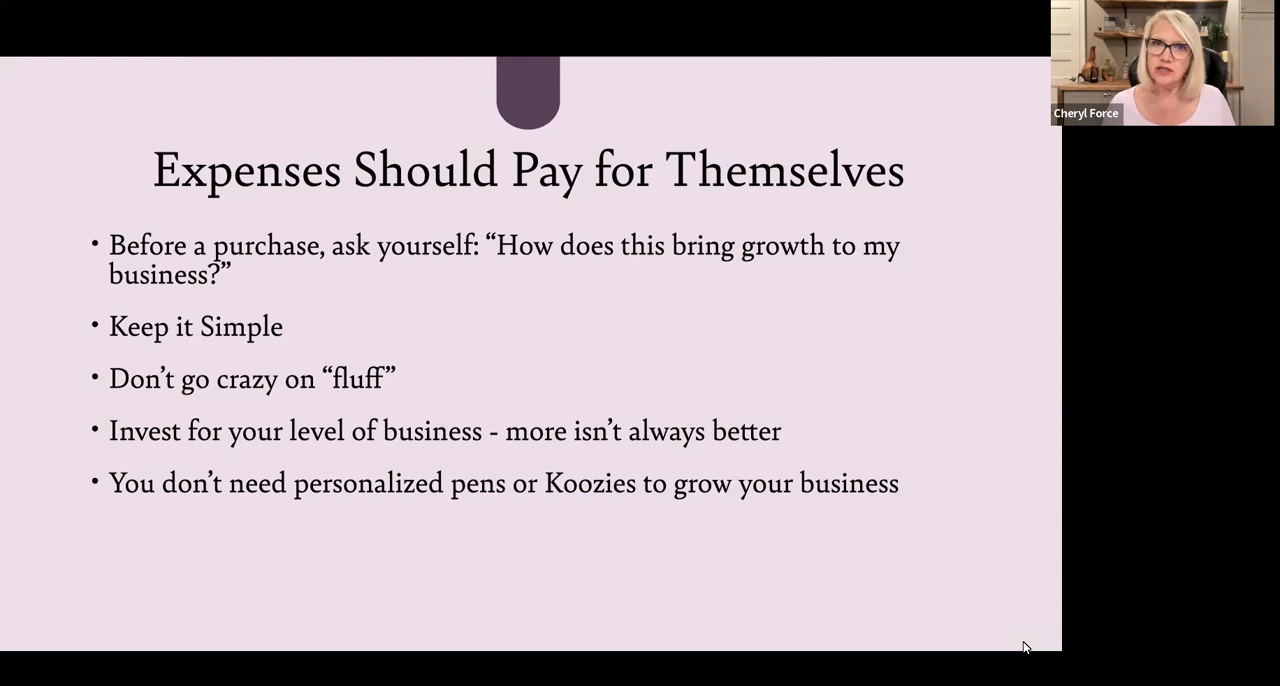 Cheryl Force
Expenses Should Pay for Themselves
• Before a purchase, ask yourself: “How does this bring growth to my
business?”
• Keep it Simple
• Don’t go crazy on “fluff”
• Invest for your level of business - more isn’t always better
• You don’t need personalized pens or Koozies to grow your business